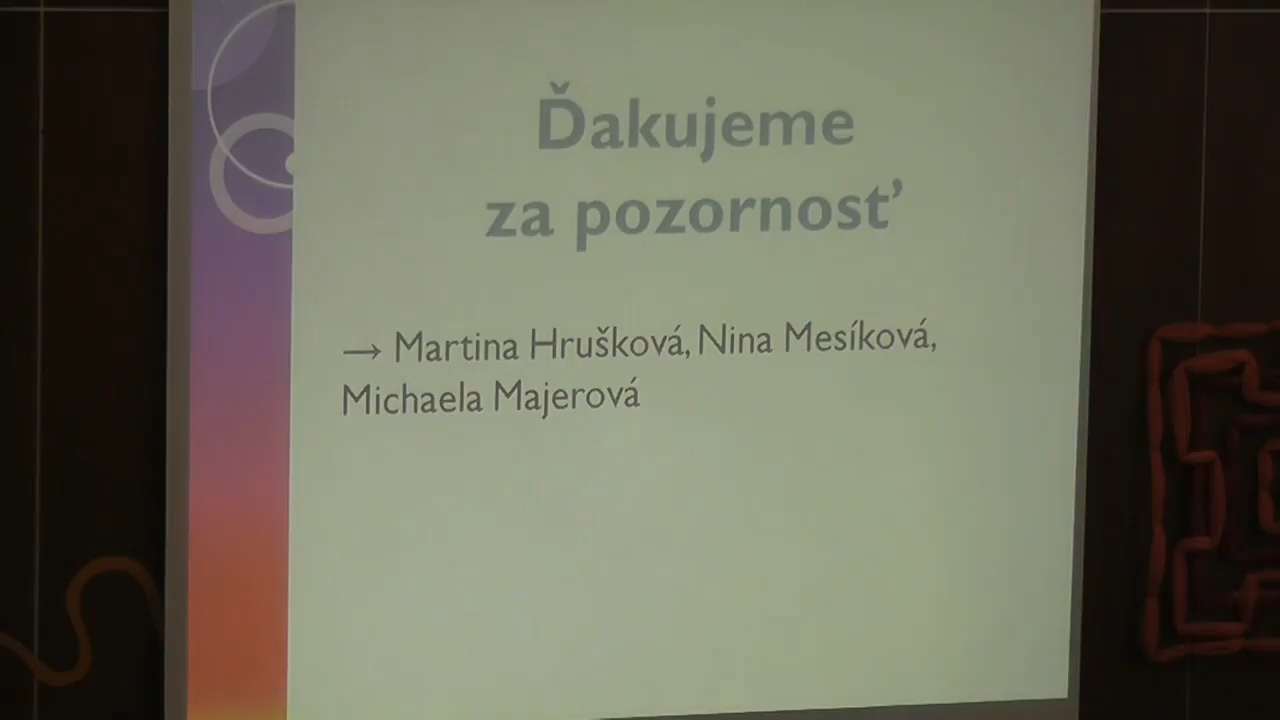 Ďakujeme
za pozornosť
→ Martina Hrušková, Nina Mesíková,
Michaela Majerová